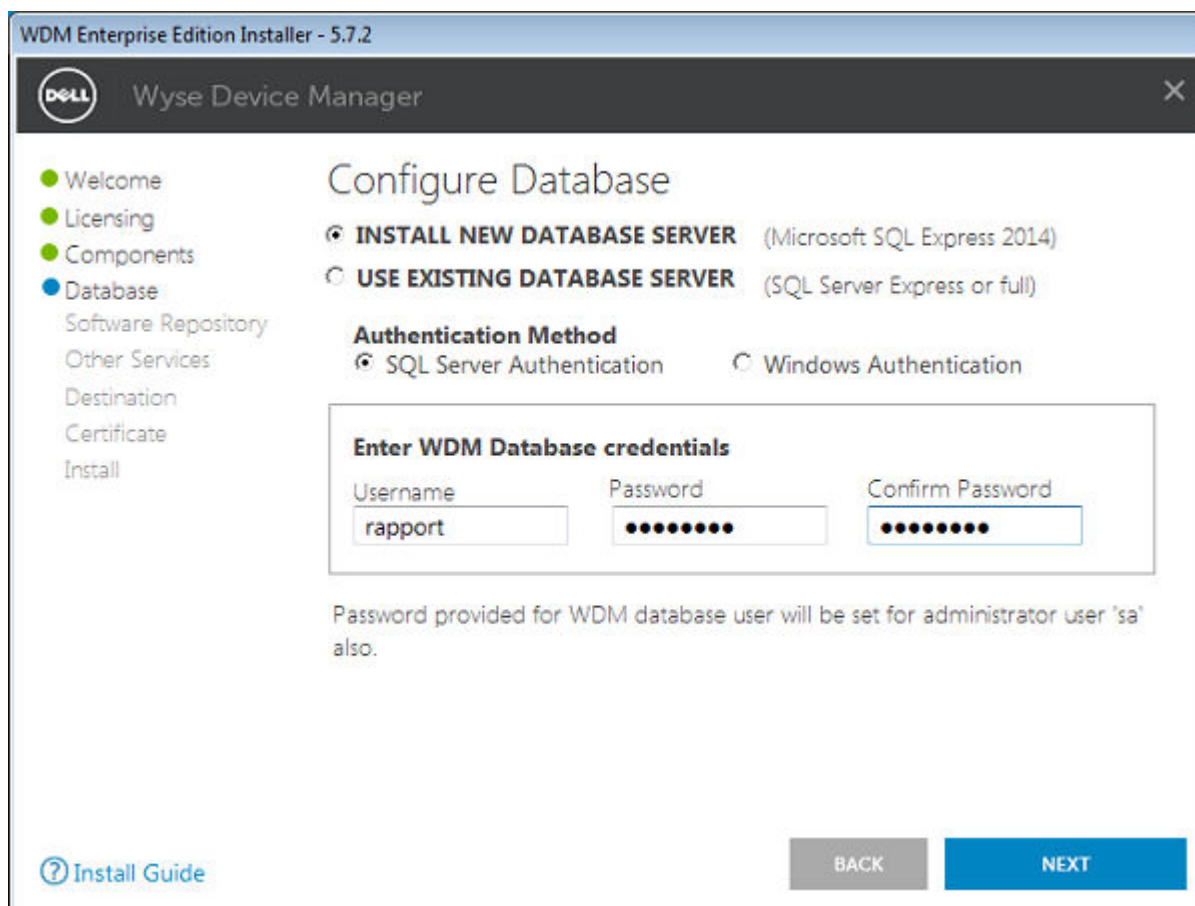 WDM Enterprise Edition Installer - 5.7.2
DELL Wyse Device Manager
Welcome
Licensing
Components
Database
Software Repository
Other Services
Destination
Certificate
Install
Configure Database
INSTALL NEW DATABASE SERVER (Microsoft SQL Express 2014)
USE EXISTING DATABASE SERVER (SQL Server Express or full)
Authentication Method
SQL Server Authentication Windows Authentication
Enter WDM Database credentials
Username Password Confirm Password
rapport ●●●●●●●● ●●●●●●●●
Password provided for WDM database user will be set for administrator user 'sa'
also.
? Install Guide BACK NEXT